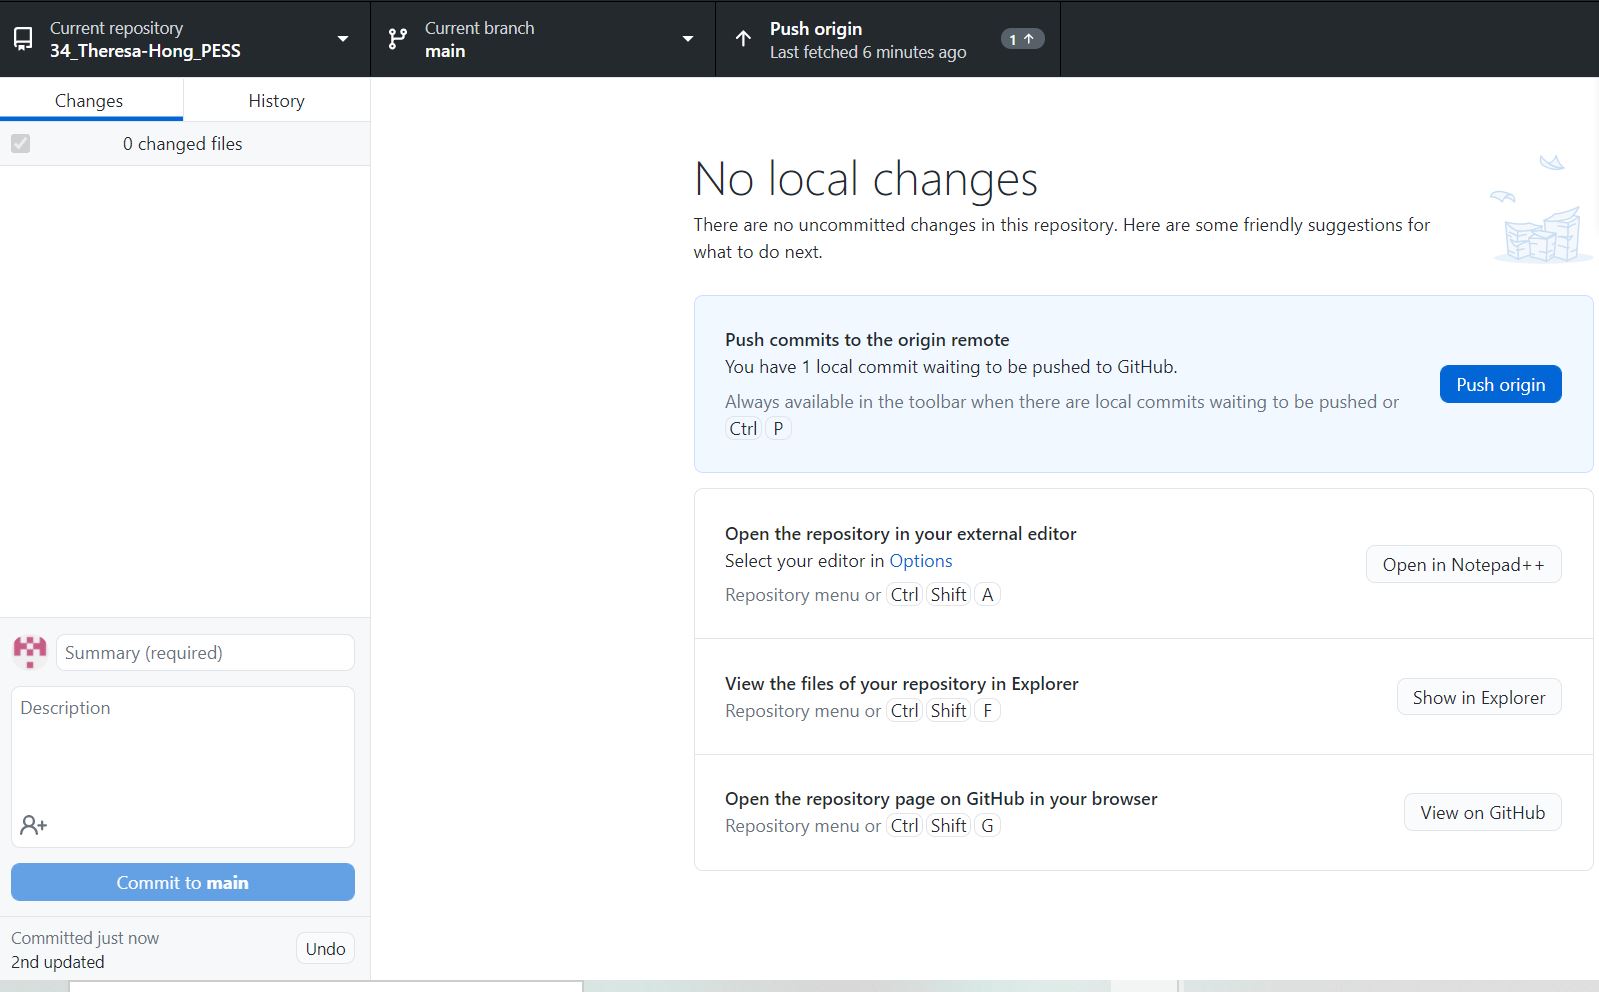 Current repository
34_Theresa-Hong_PESS
Current branch
main
Push origin
Last fetched 6 minutes ago
1
Changes
History
0 changed files
No local changes
There are no uncommitted changes in this repository. Here are some friendly suggestions for
what to do next.
Push commits to the origin remote
You have 1 local commit waiting to be pushed to GitHub.
Always available in the toolbar when there are local commits waiting to be pushed or
Ctrl P
Push origin
Open the repository in your external editor
Select your editor in Options
Repository menu or Ctrl Shift A
Open in Notepad++
View the files of your repository in Explorer
Repository menu or Ctrl Shift F
Show in Explorer
Open the repository page on GitHub in your browser
Repository menu or Ctrl Shift G
View on GitHub
Summary (required)
Description
Commit to main
Committed just now
2nd updated
Undo